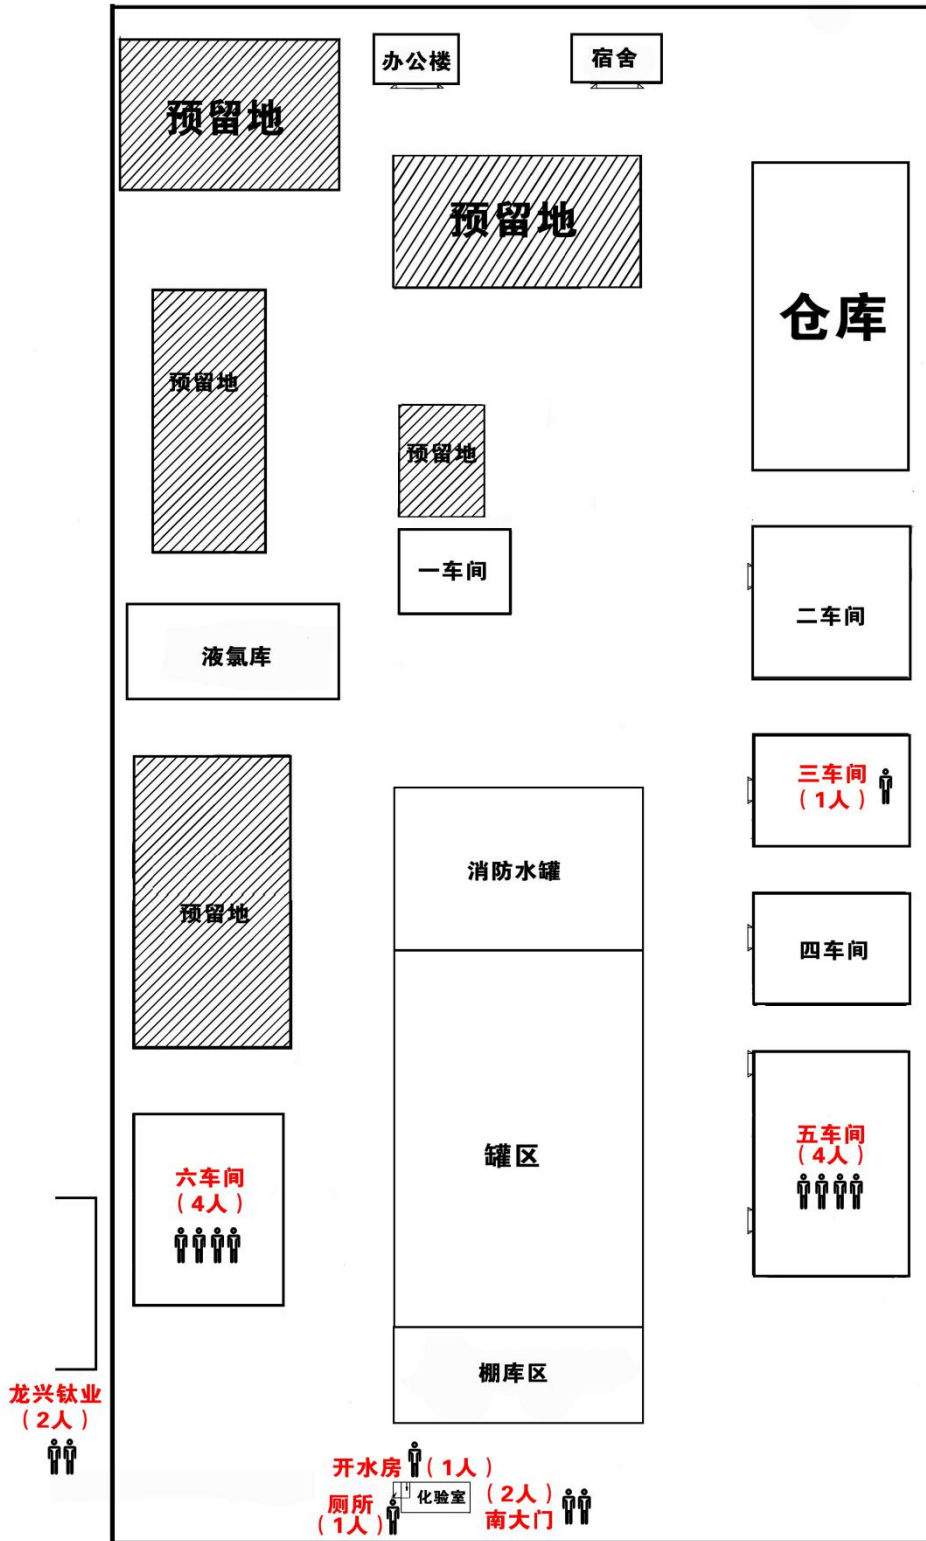 办公楼
宿舍
预留地
预留地
仓库
预留地
预留地
一车间
二车间
液氯库
三车间
（1人）
消防水罐
预留地
四车间
五车间
（4人）
罐区
六车间
（4人）
棚库区
龙兴钛业
（2人）
开水房（1人）
厕所
（1人）
化验室
（2人）
南大门